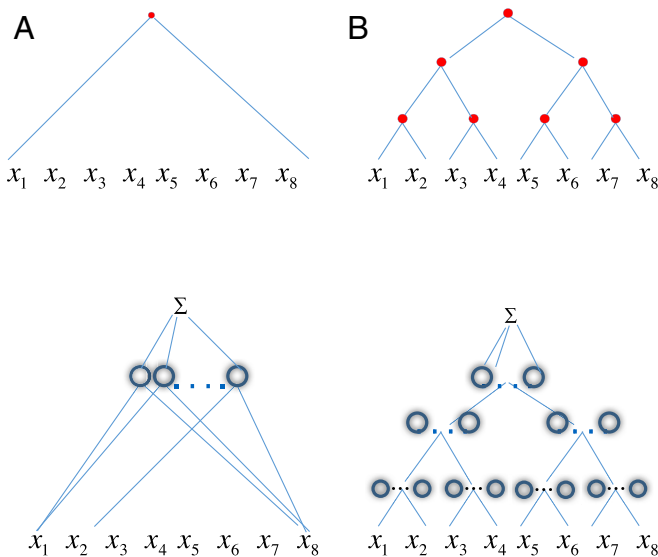 A
B
x₁ x₂ x₃ x₄ x₅ x₆ x₇ x₈
x₁ x₂ x₃ x₄ x₅ x₆ x₇ x₈
Σ
Σ
x₁ x₂ x₃ x₄ x₅ x₆ x₇ x₈
x₁ x₂ x₃ x₄ x₅ x₆ x₇ x₈